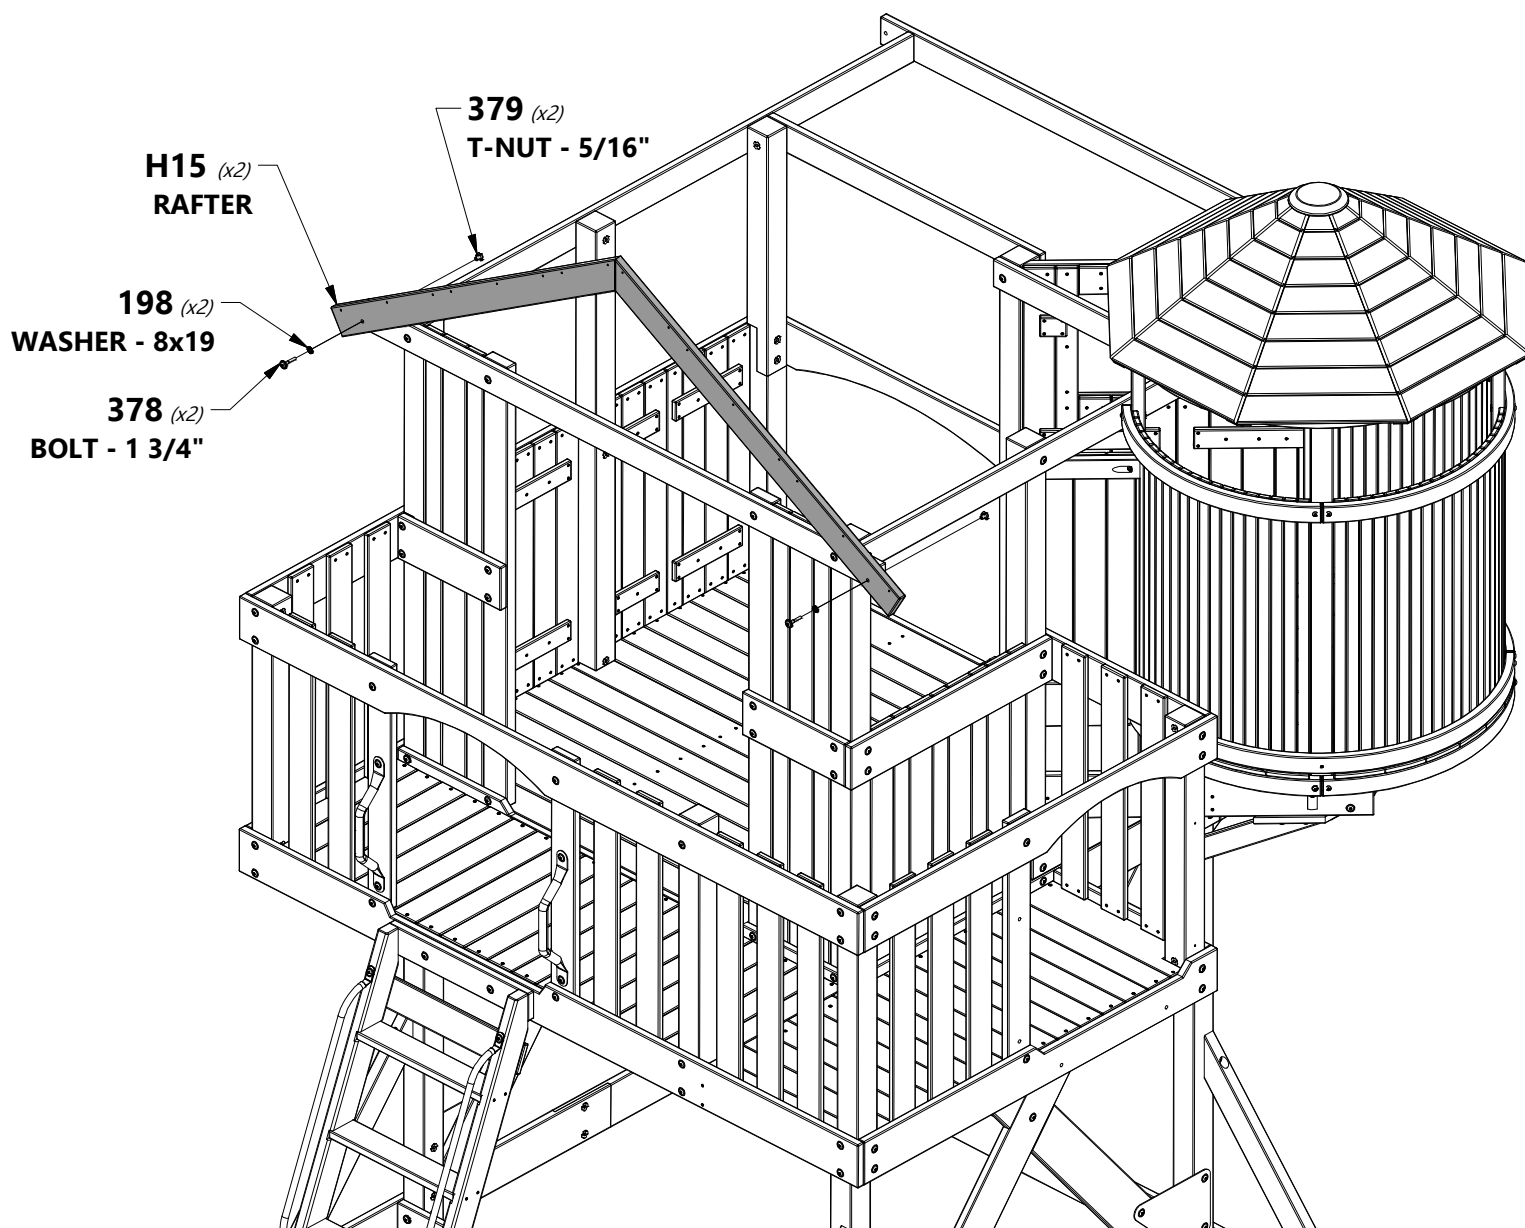 379 (x2)
T-NUT - 5/16"
H15 (x2)
RAFTER
198 (x2)
WASHER - 8x19
378 (x2)
BOLT - 1 3/4"